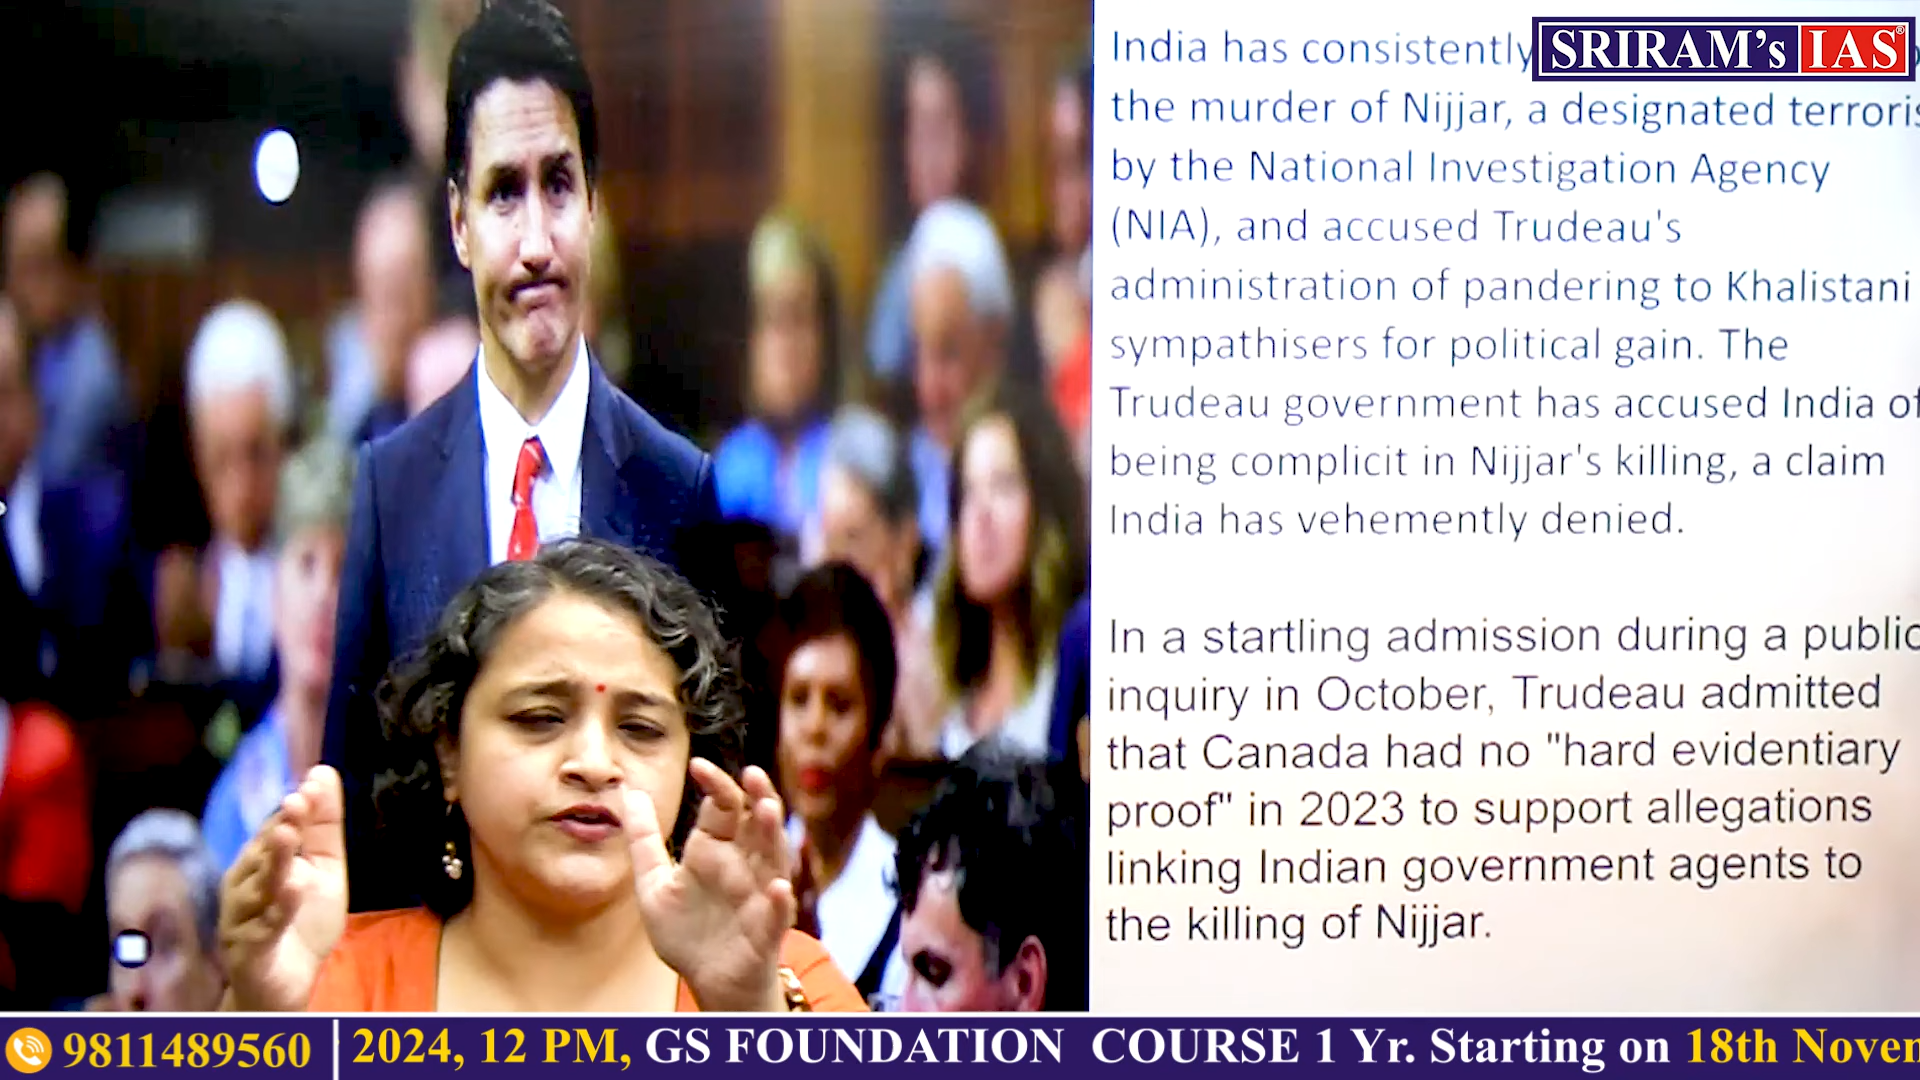 India has consistently
the murder of Nijjar, a designated
by the National Investigation Agency
(NIA), and accused Trudeau's
administration of pandering to Khalistani
sympathisers for political gain. The
Trudeau government has accused India of
being complicit in Nijjar's killing, a claim
India has vehemently denied.
In a startling admission during a public
inquiry in October, Trudeau admitted
that Canada had no "hard evidentiary
proof" in 2023 to support allegations
linking Indian government agents to
the killing of Nijjar.
SRIRAM's IAS
9811489560 | 2024, 12 PM, GS FOUNDATION COURSE 1 Yr. Starting on 18th